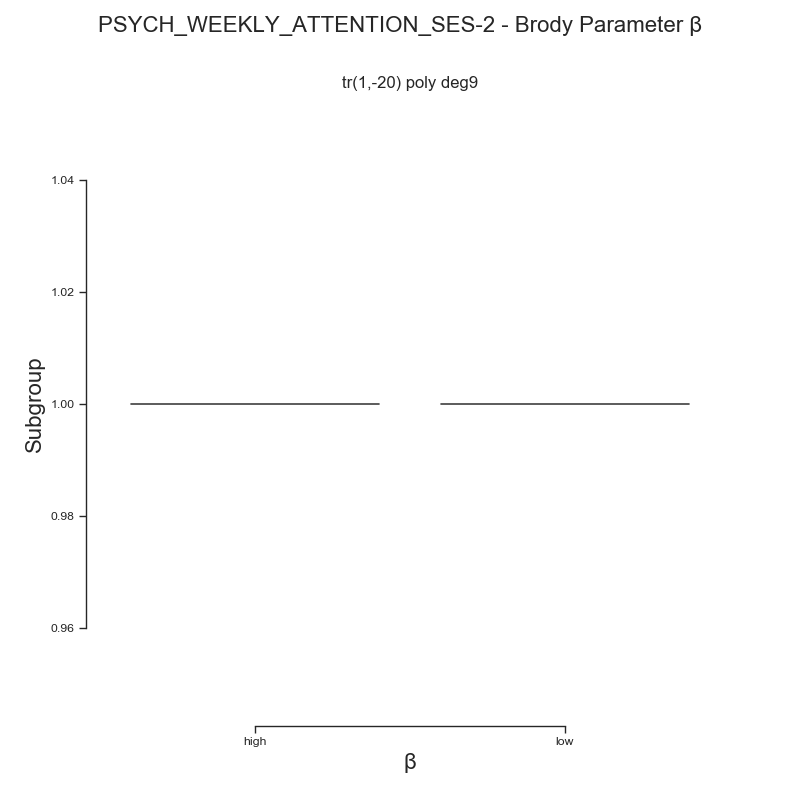 PSYCH_WEEKLY_ATTENTION_SES-2 - Brody Parameter β
tr(1,-20) poly deg9
1.04
1.02
1.00
0.98
0.96
Subgroup
high
low
β